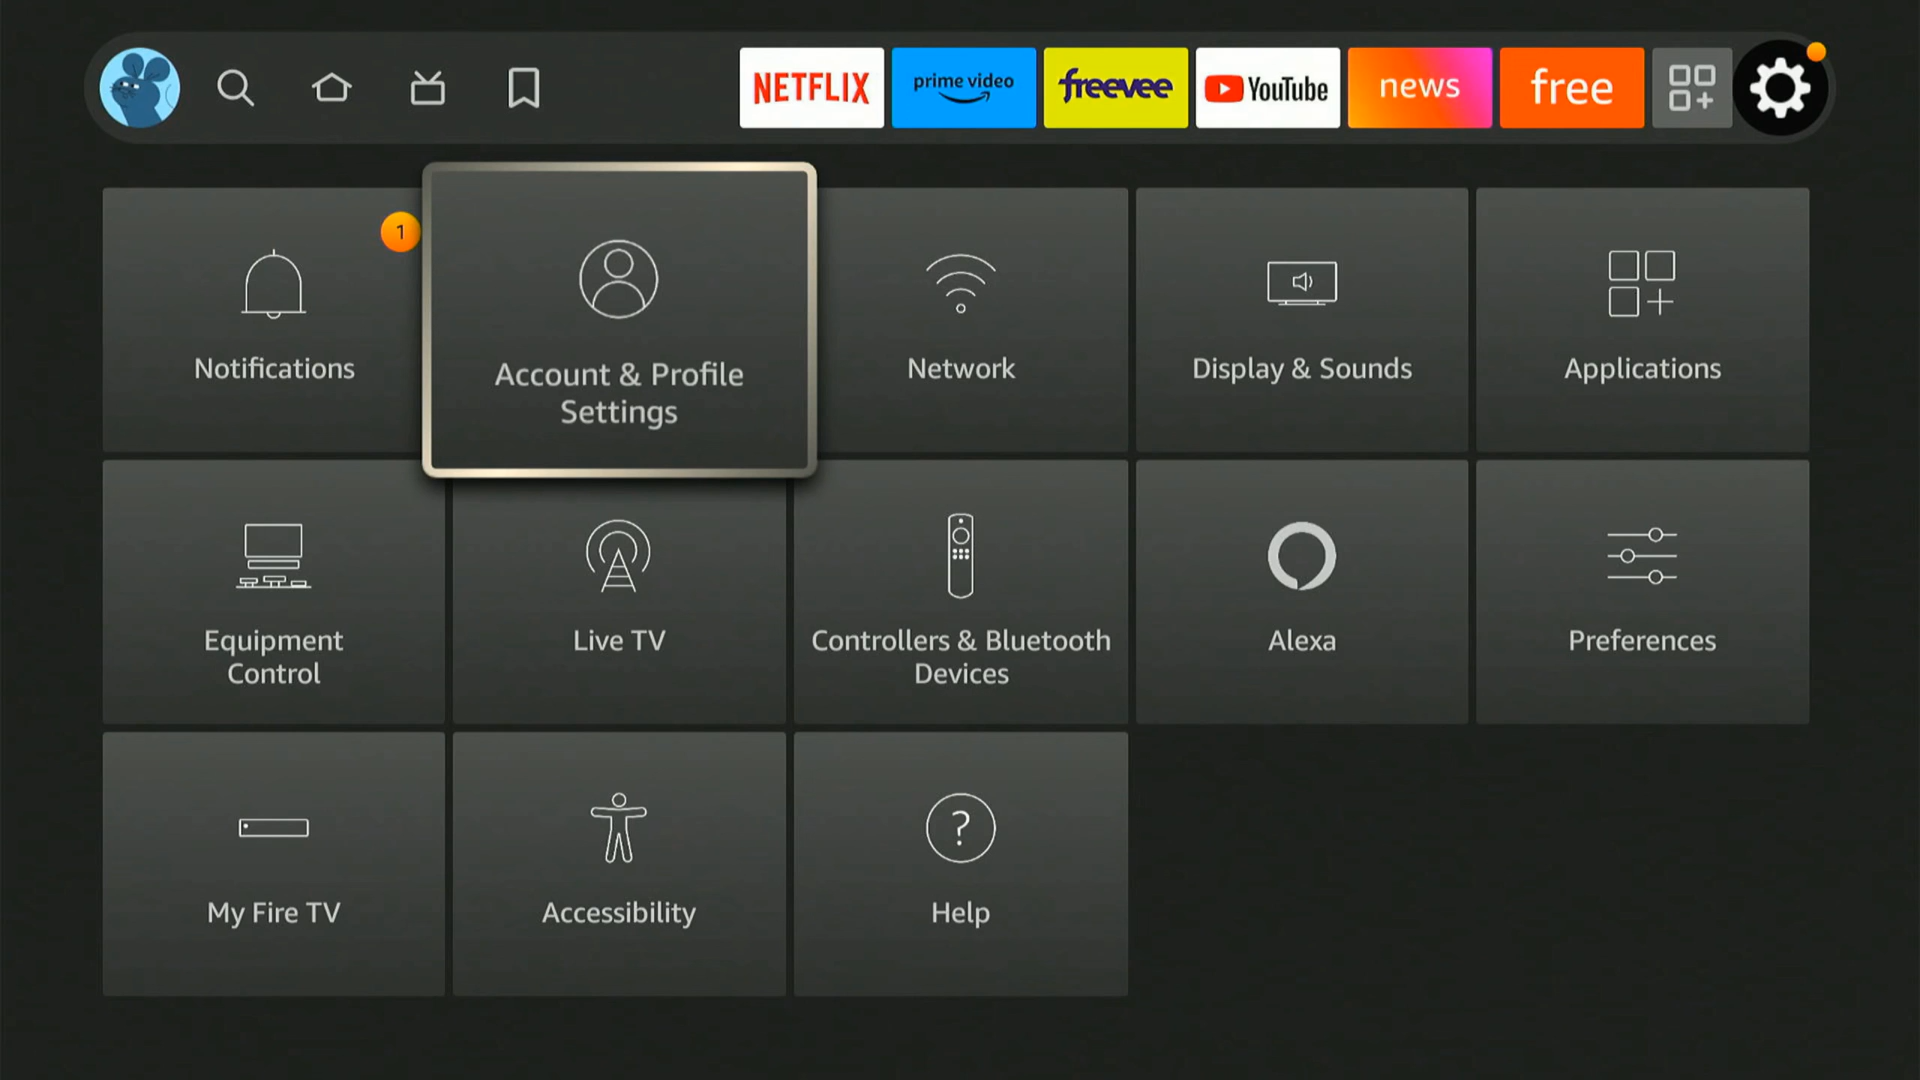 NETFLIX
prime video
freevee
YouTube
news
free
1
Notifications
Account & Profile
Settings
Network
Display & Sounds
Applications
Equipment
Control
Live TV
Controllers & Bluetooth
Devices
Alexa
Preferences
My Fire TV
Accessibility
?
Help